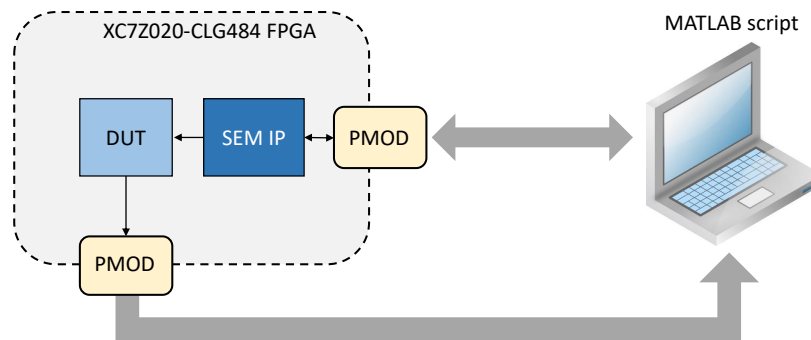 XC7Z020-CLG484 FPGA
MATLAB script
DUT
SEM IP
PMOD
PMOD